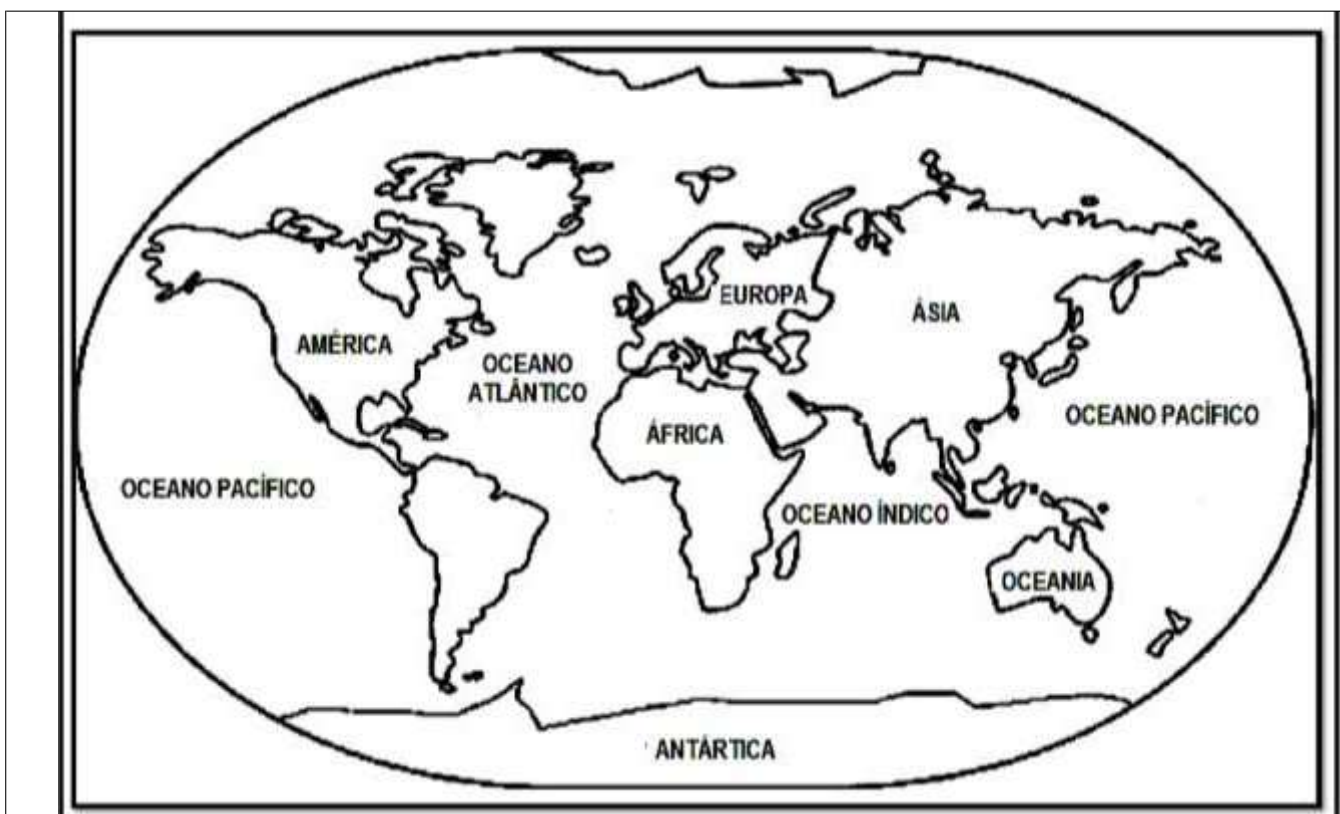 EUROPA
ÁSIA
AMÉRICA
OCEANO
ATLÂNTICO
OCEANO PACÍFICO
ÁFRICA
OCEANO PACÍFICO
OCEANO ÍNDICO
OCEANIA
ANTÁRTICA